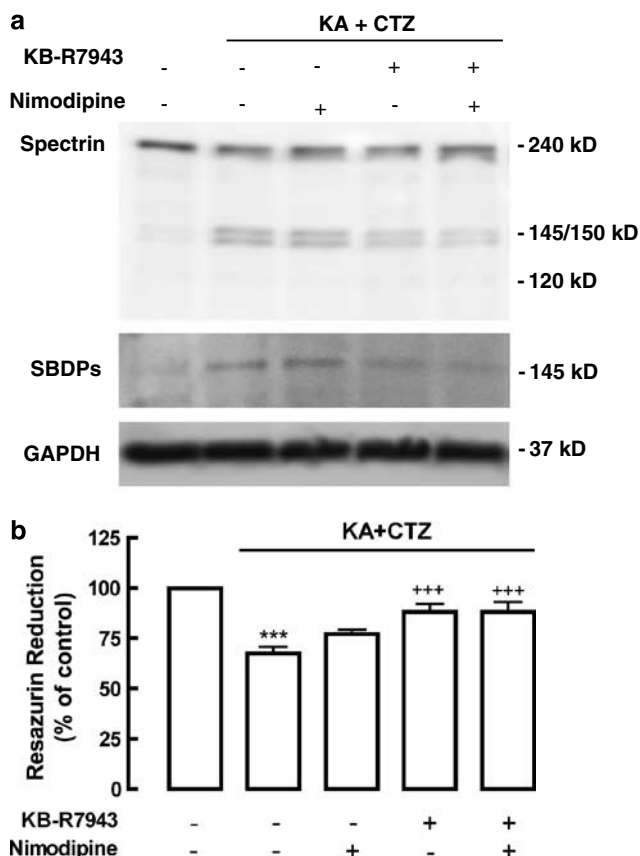 a
KA + CTZ
KB-R7943 - - - + +
Nimodipine - - + - +
Spectrin - 240 kD
- 145/150 kD
- 120 kD
SBDPs - 145 kD
GAPDH - 37 kD
b
KA+CTZ
Resazurin Reduction
(% of control)
125
100
75
50
25
0
***
+++
+++
KB-R7943 - - - + +
Nimodipine - - + - +